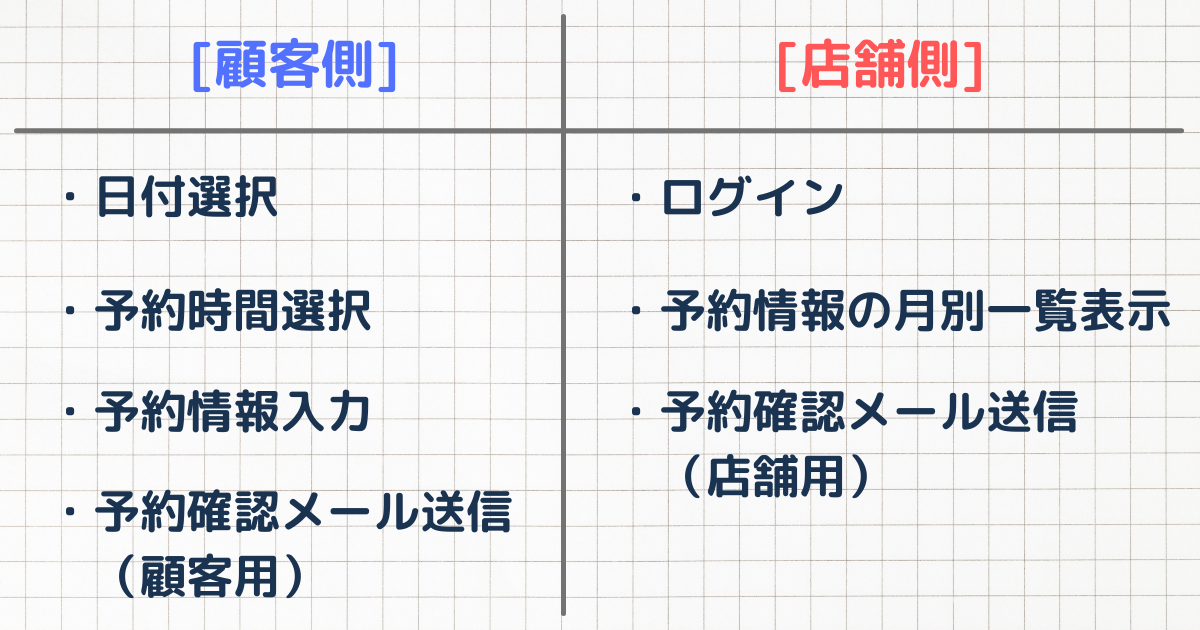 [顧客側]
・日付選択
・予約時間選択
・予約情報入力
・予約確認メール送信
（顧客用）
[店舗側]
・ログイン
・予約情報の月別一覧表示
・予約確認メール送信
（店舗用）